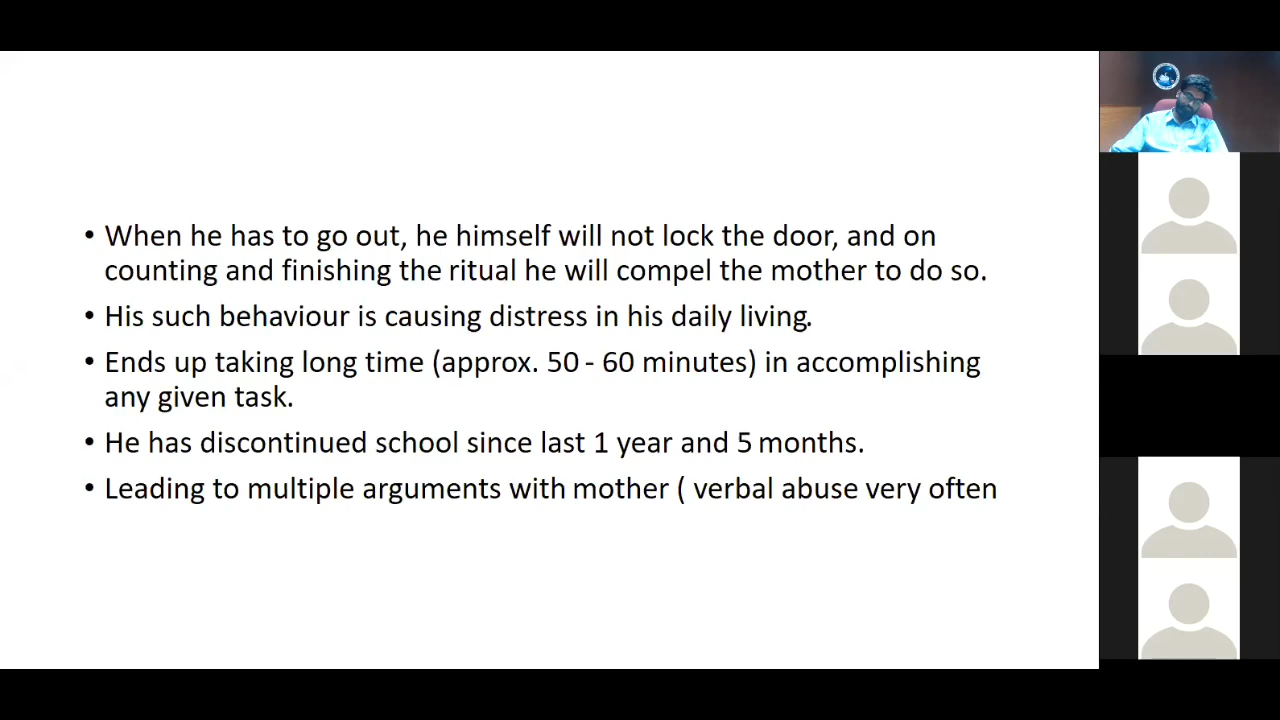 • When he has to go out, he himself will not lock the door, and on
counting and finishing the ritual he will compel the mother to do so.
• His such behaviour is causing distress in his daily living.
• Ends up taking long time (approx. 50 - 60 minutes) in accomplishing
any given task.
• He has discontinued school since last 1 year and 5 months.
• Leading to multiple arguments with mother ( verbal abuse very often